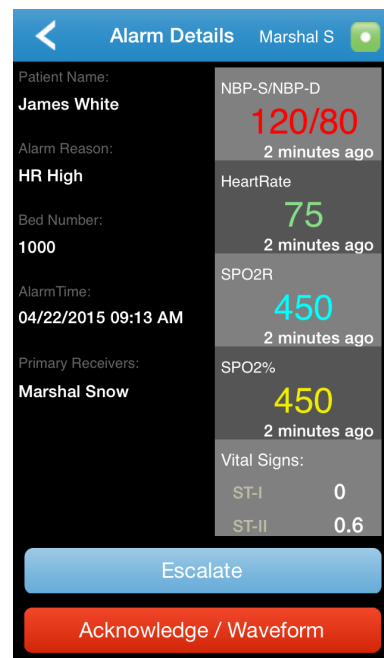 Alarm Details
Marshal S
Patient Name:
James White
Alarm Reason:
HR High
Bed Number:
1000
AlarmTime:
04/22/2015 09:13 AM
Primary Receivers:
Marshal Snow
NBP-S/NBP-D
120/80
2 minutes ago
HeartRate
75
2 minutes ago
SPO2R
450
2 minutes ago
SPO2%
450
2 minutes ago
Vital Signs:
ST-I 0
ST-II 0.6
Escalate
Acknowledge / Waveform